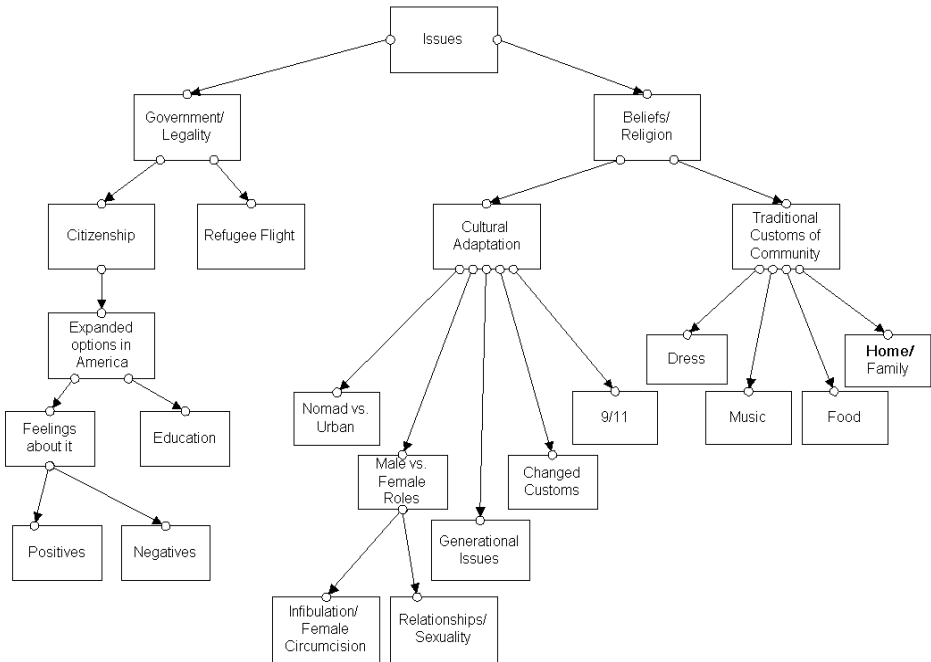 Issues
Government/
Legality
Beliefs/
Religion
Citizenship
Refugee Flight
Cultural
Adaptation
Traditional
Customs of
Community
Expanded
options in
America
Dress
Home/
Family
Feelings
about it
Education
Nomad vs.
Urban
9/11
Music
Food
Male vs.
Female
Roles
Changed
Customs
Positives
Negatives
Generational
Issues
Infibulation/
Female
Circumcision
Relationships/
Sexuality